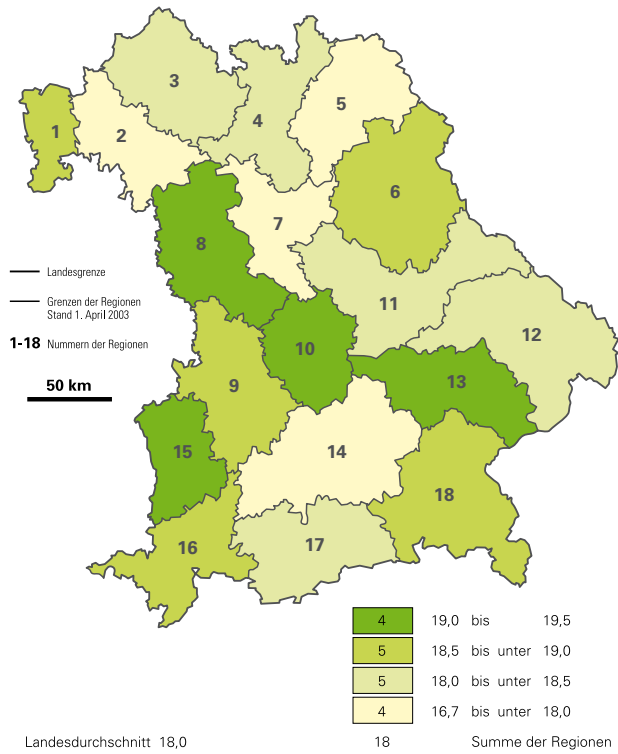 3
5
4
1
2
6
7
8
Landesgrenze
Grenzen der Regionen
Stand 1. April 2003
1-18 Nummern der Regionen
11
12
10
50 km
9
13
15
14
18
16
17
4 19,0 bis 19,5
5 18,5 bis unter 19,0
5 18,0 bis unter 18,5
4 16,7 bis unter 18,0
Landesdurchschnitt 18,0 18 Summe der Regionen